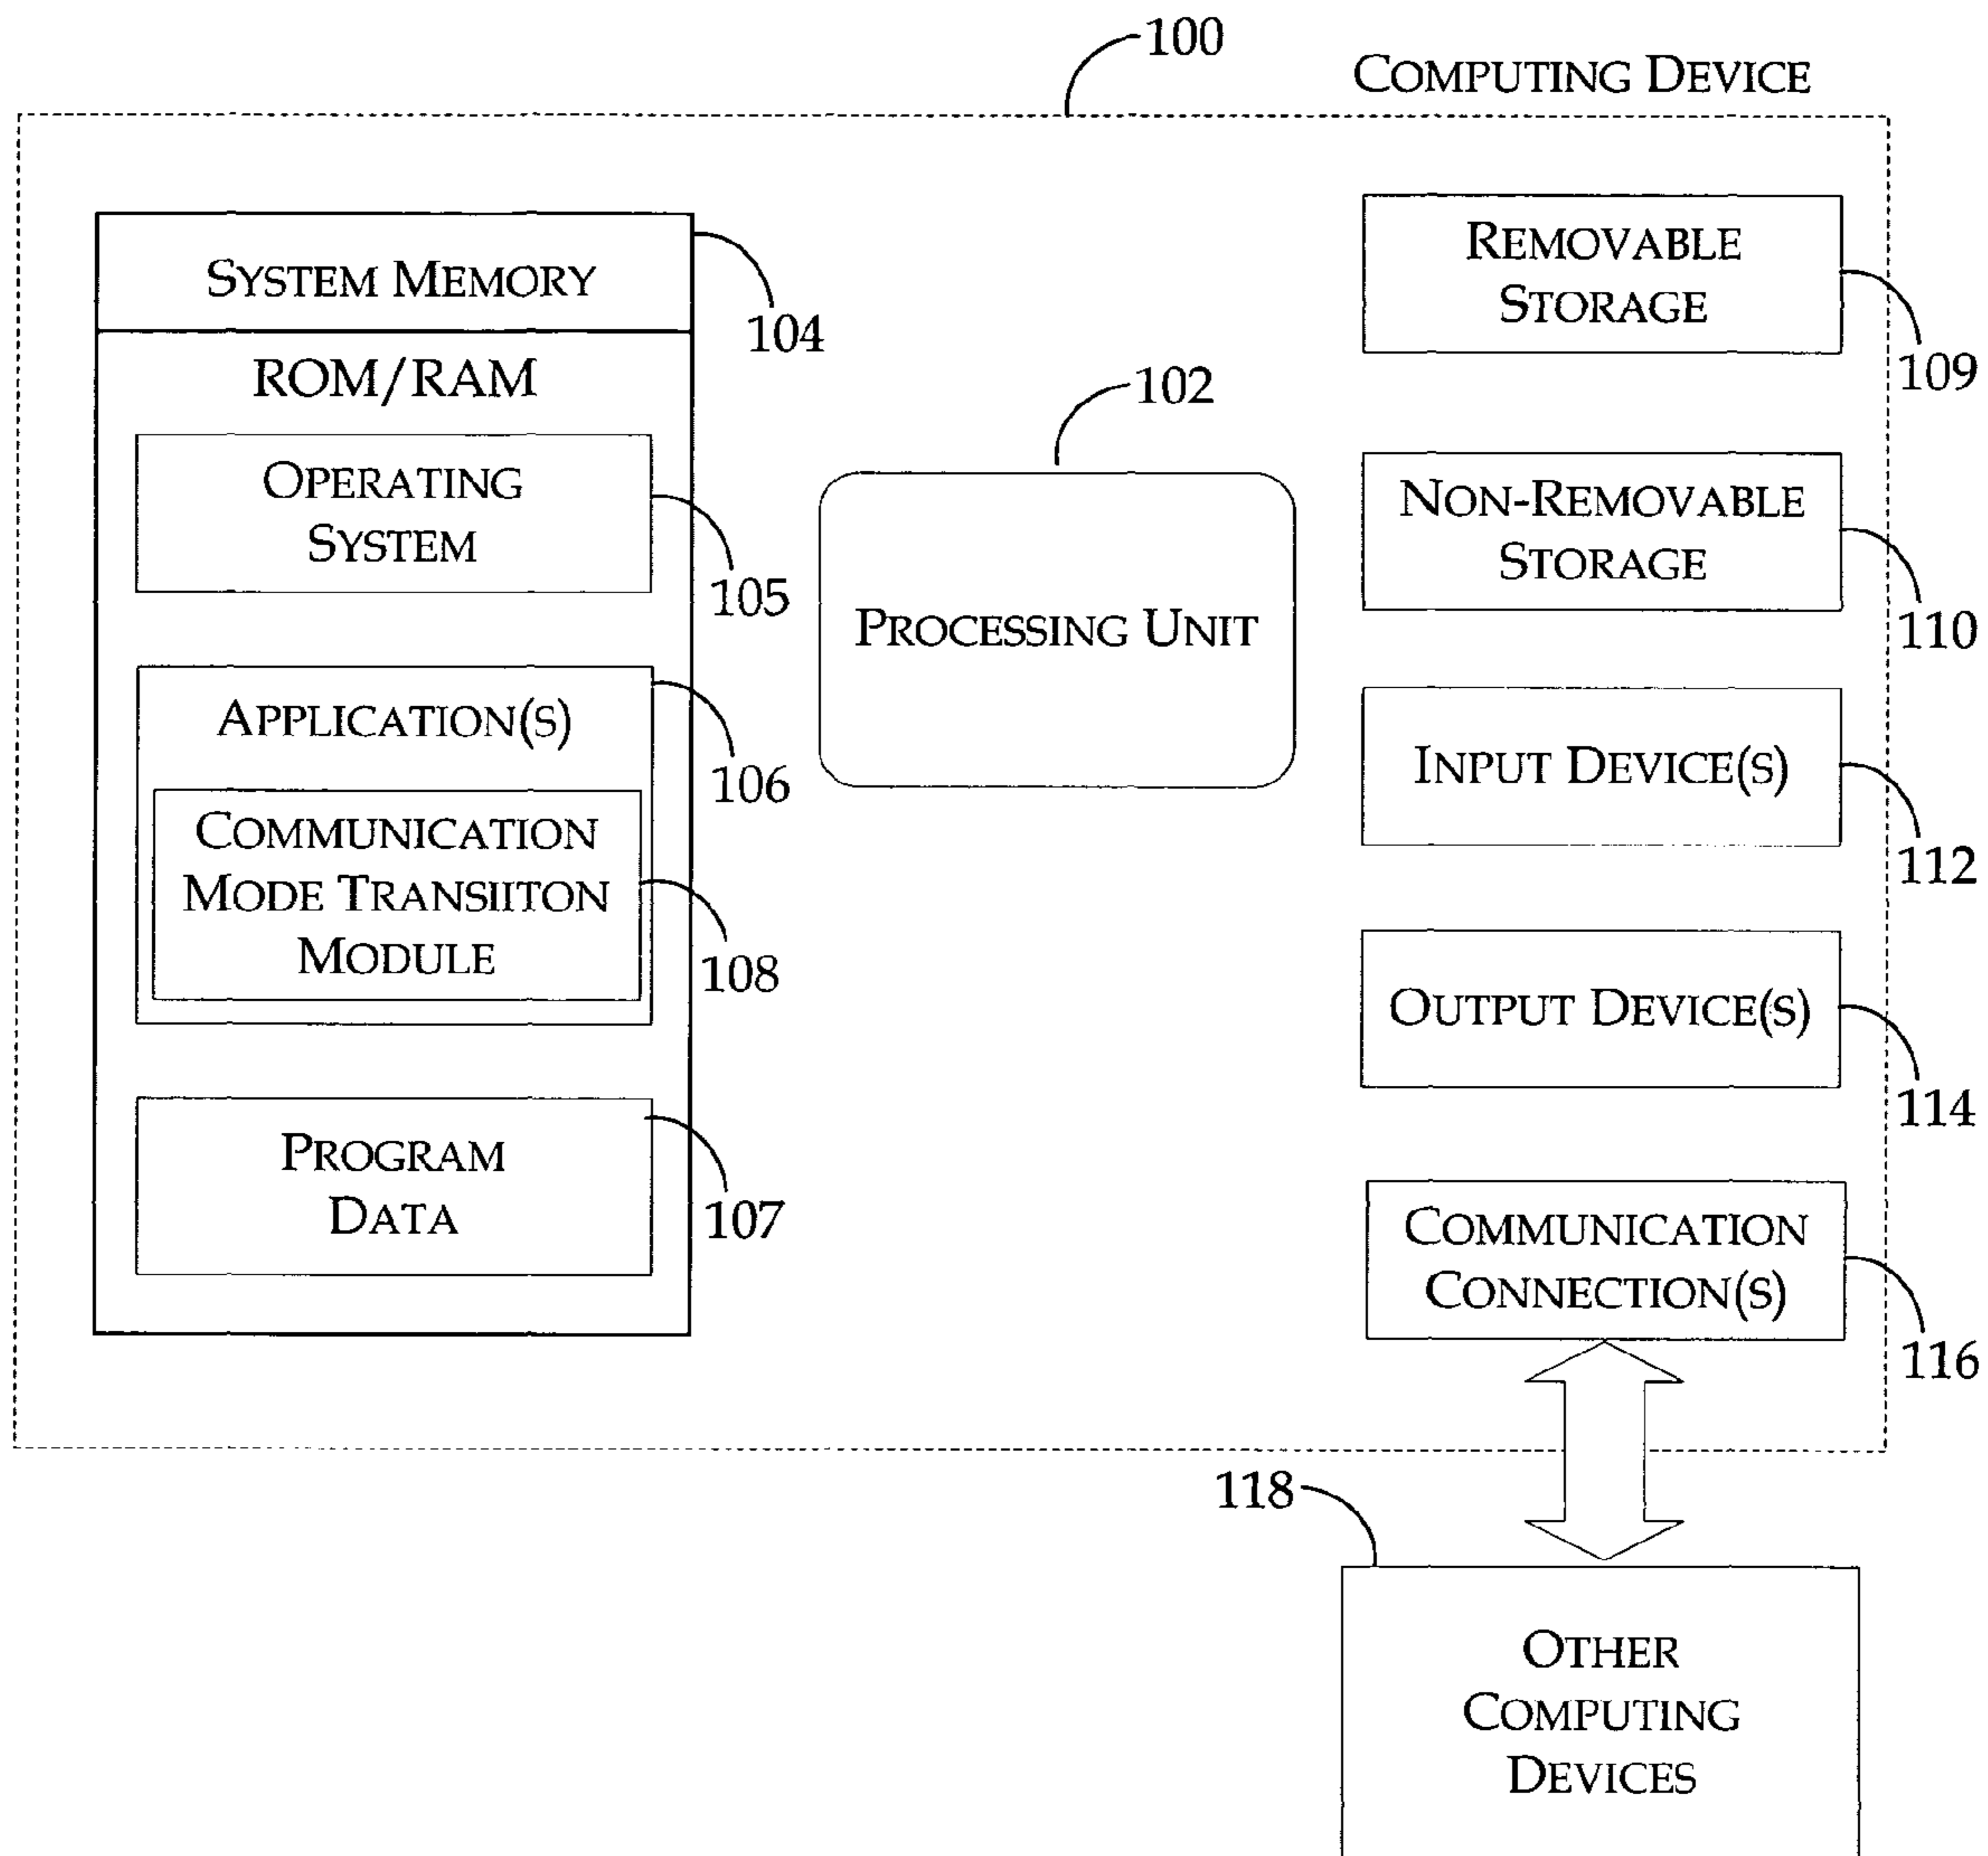 100
COMPUTING DEVICE
SYSTEM MEMORY
104
ROM/RAM
OPERATING
SYSTEM
105
APPLICATION(S)
106
COMMUNICATION
MODE TRANSIITON
MODULE
108
PROGRAM
DATA
107
102
PROCESSING UNIT
REMOVABLE
STORAGE
109
NON-REMOVABLE
STORAGE
110
INPUT DEVICE(S)
112
OUTPUT DEVICE(S)
114
COMMUNICATION
CONNECTION(S)
116
118
OTHER
COMPUTING
DEVICES